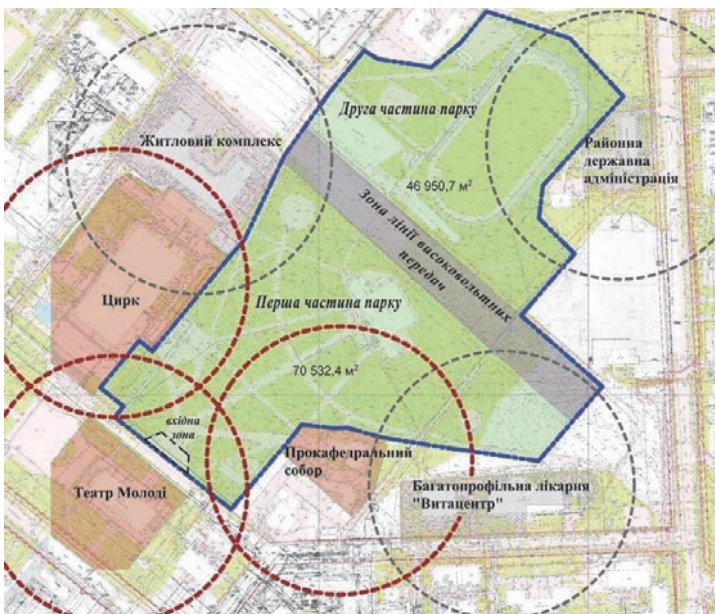 Друга частина парку
Житловий комплекс
Районна
державна
адміністрація
46 950,7 м²
Зона лінії високовольтних
передач
Цирк
Перша частина парку
70 532,4 м²
вхідна
зона
Прокафедральний
собор
Театр Молоді
Багатопрофільна лікарня
"Витацентр"